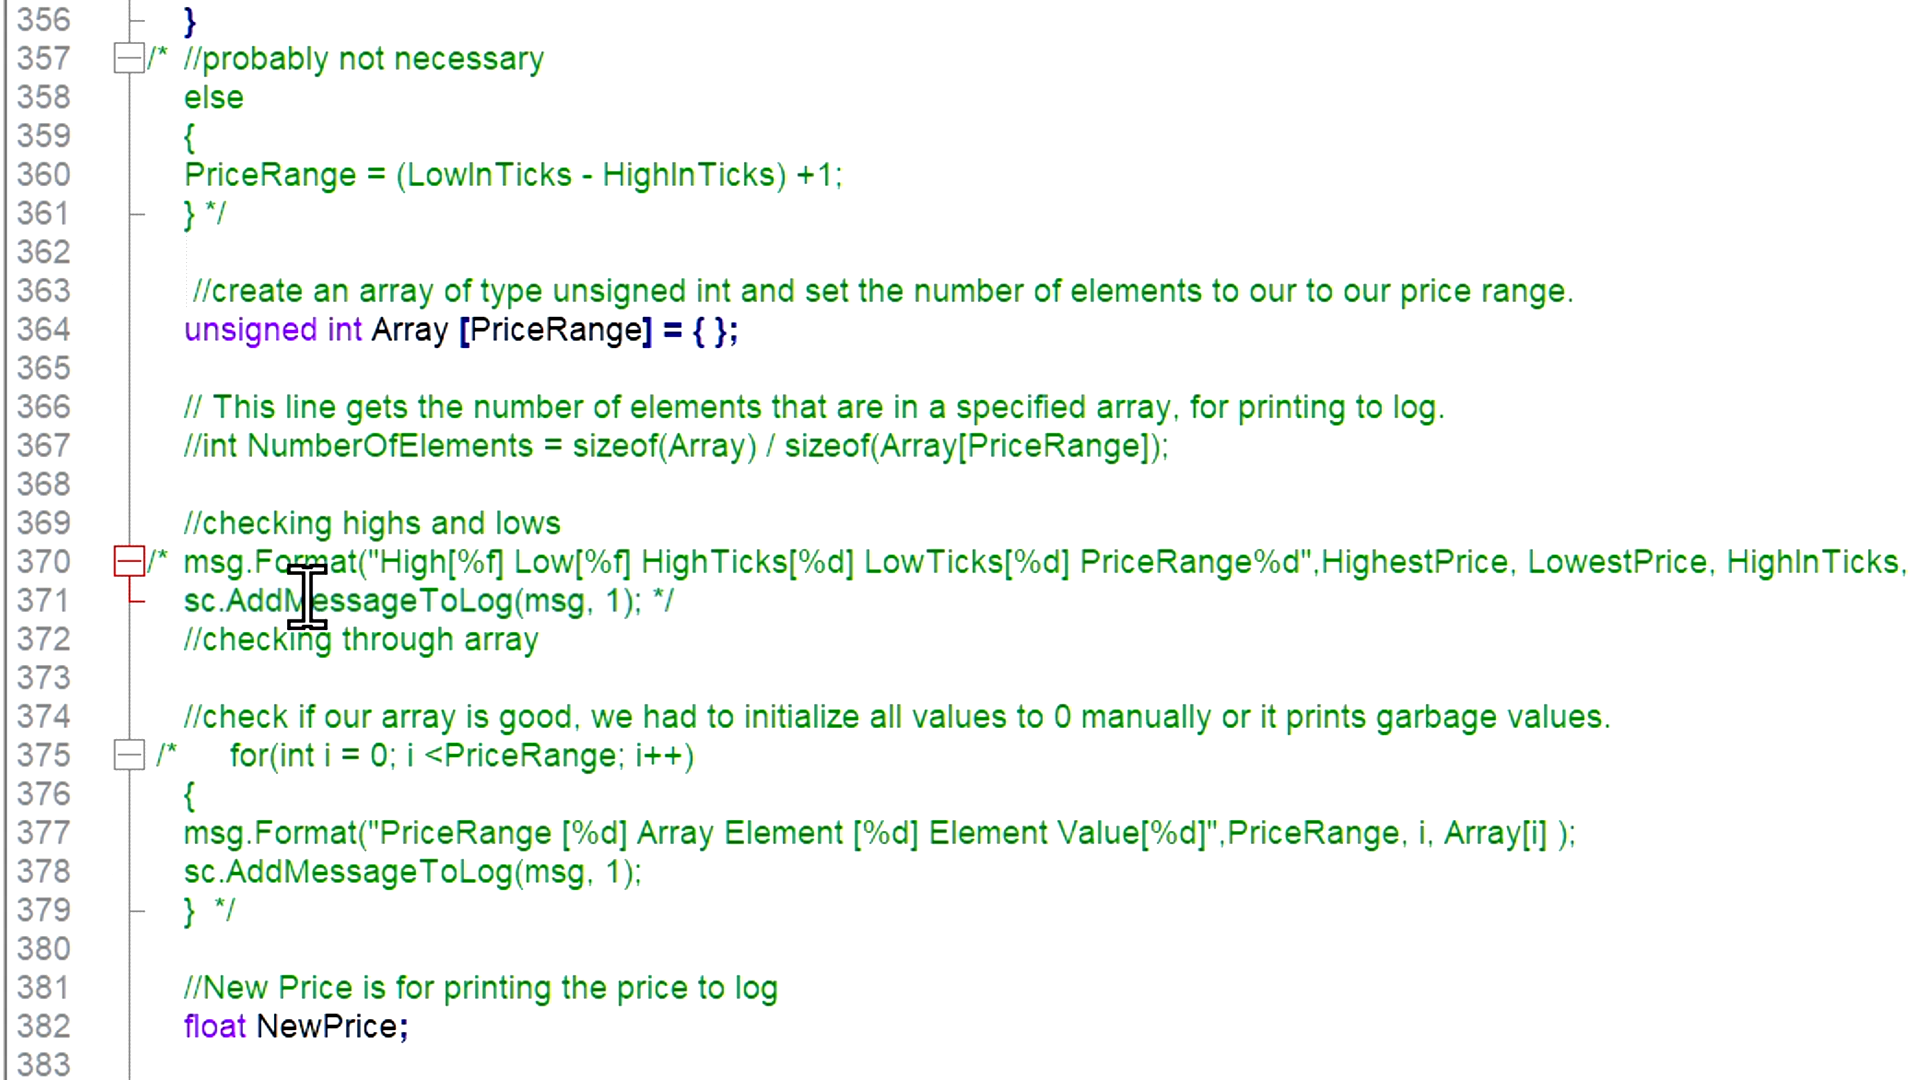 356 }
357 /* //probably not necessary
358 else
359 {
360 PriceRange = (LowInTicks - HighInTicks) +1;
361 } */
362
363 //create an array of type unsigned int and set the number of elements to our to our price range.
364 unsigned int Array [PriceRange] = { };
365
366 // This line gets the number of elements that are in a specified array, for printing to log.
367 //int NumberOfElements = sizeof(Array) / sizeof(Array[PriceRange]);
368
369 //checking highs and lows
370 /* msg.Format("High[%f] Low[%f] HighTicks[%d] LowTicks[%d] PriceRange%d",HighestPrice, LowestPrice, HighInTicks,
371 sc.AddMessageToLog(msg, 1); */
372 //checking through array
373
374 //check if our array is good, we had to initialize all values to 0 manually or it prints garbage values.
375 /* for(int i = 0; i <PriceRange; i++)
376 {
377 msg.Format("PriceRange [%d] Array Element [%d] Element Value[%d]",PriceRange, i, Array[i] );
378 sc.AddMessageToLog(msg, 1);
379 } */
380
381 //New Price is for printing the price to log
382 float NewPrice;
383